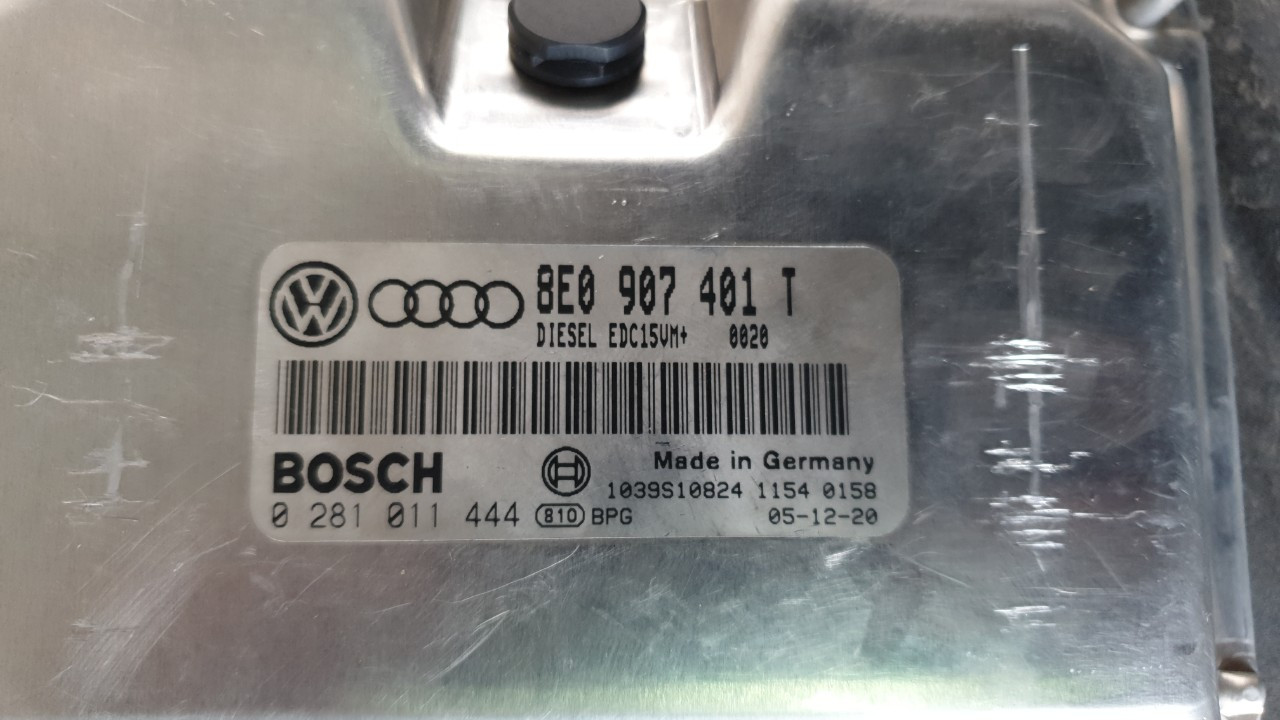 8E0 907 401 T
DIESEL EDC15VM+ 0020
BOSCH
Made in Germany
1039S10824 1154 0158
0 281 011 444 810 BPG 05-12-20